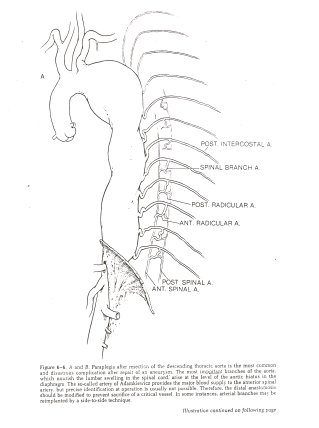 A
POST. INTERCOSTAL A.
SPINAL BRANCH A.
POST. RADICULAR A.
ANT. RADICULAR A.
POST. SPINAL A.
ANT. SPINAL A.
Figure 6–6. A and B, Paraplegia after resection of the descending thoracic aorta is the most common
and disastrous complication after repair of an aneurysm. The most important branches of the aorta,
which nourish the lumbar swelling in the spinal cord, arise at the level of the aortic hiatus in the
diaphragm. The so-called artery of Adamkiewicz provides the major blood supply to the anterior spinal
artery, but precise identification at operation is usually not possible. Therefore, the distal anastomosis
should be modified to prevent sacrifice of a critical vessel. In some instances, arterial branches may be
reimplanted by a side-to-side technique.
Illustration continued on following page